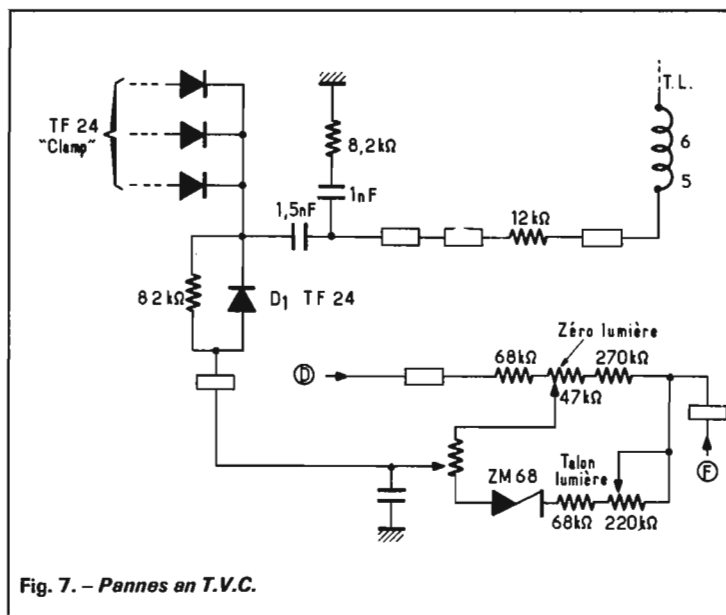 TF 24
"Clamp"
8,2kΩ
1nF
1,5nF
T.L.
6
5
12kΩ
82kΩ
D1 TF 24
Zéro lumière
D
68kΩ
270kΩ
47kΩ
F
ZM 68
Talon
lumière
68kΩ
220kΩ
Fig. 7. – Pannes an T.V.C.